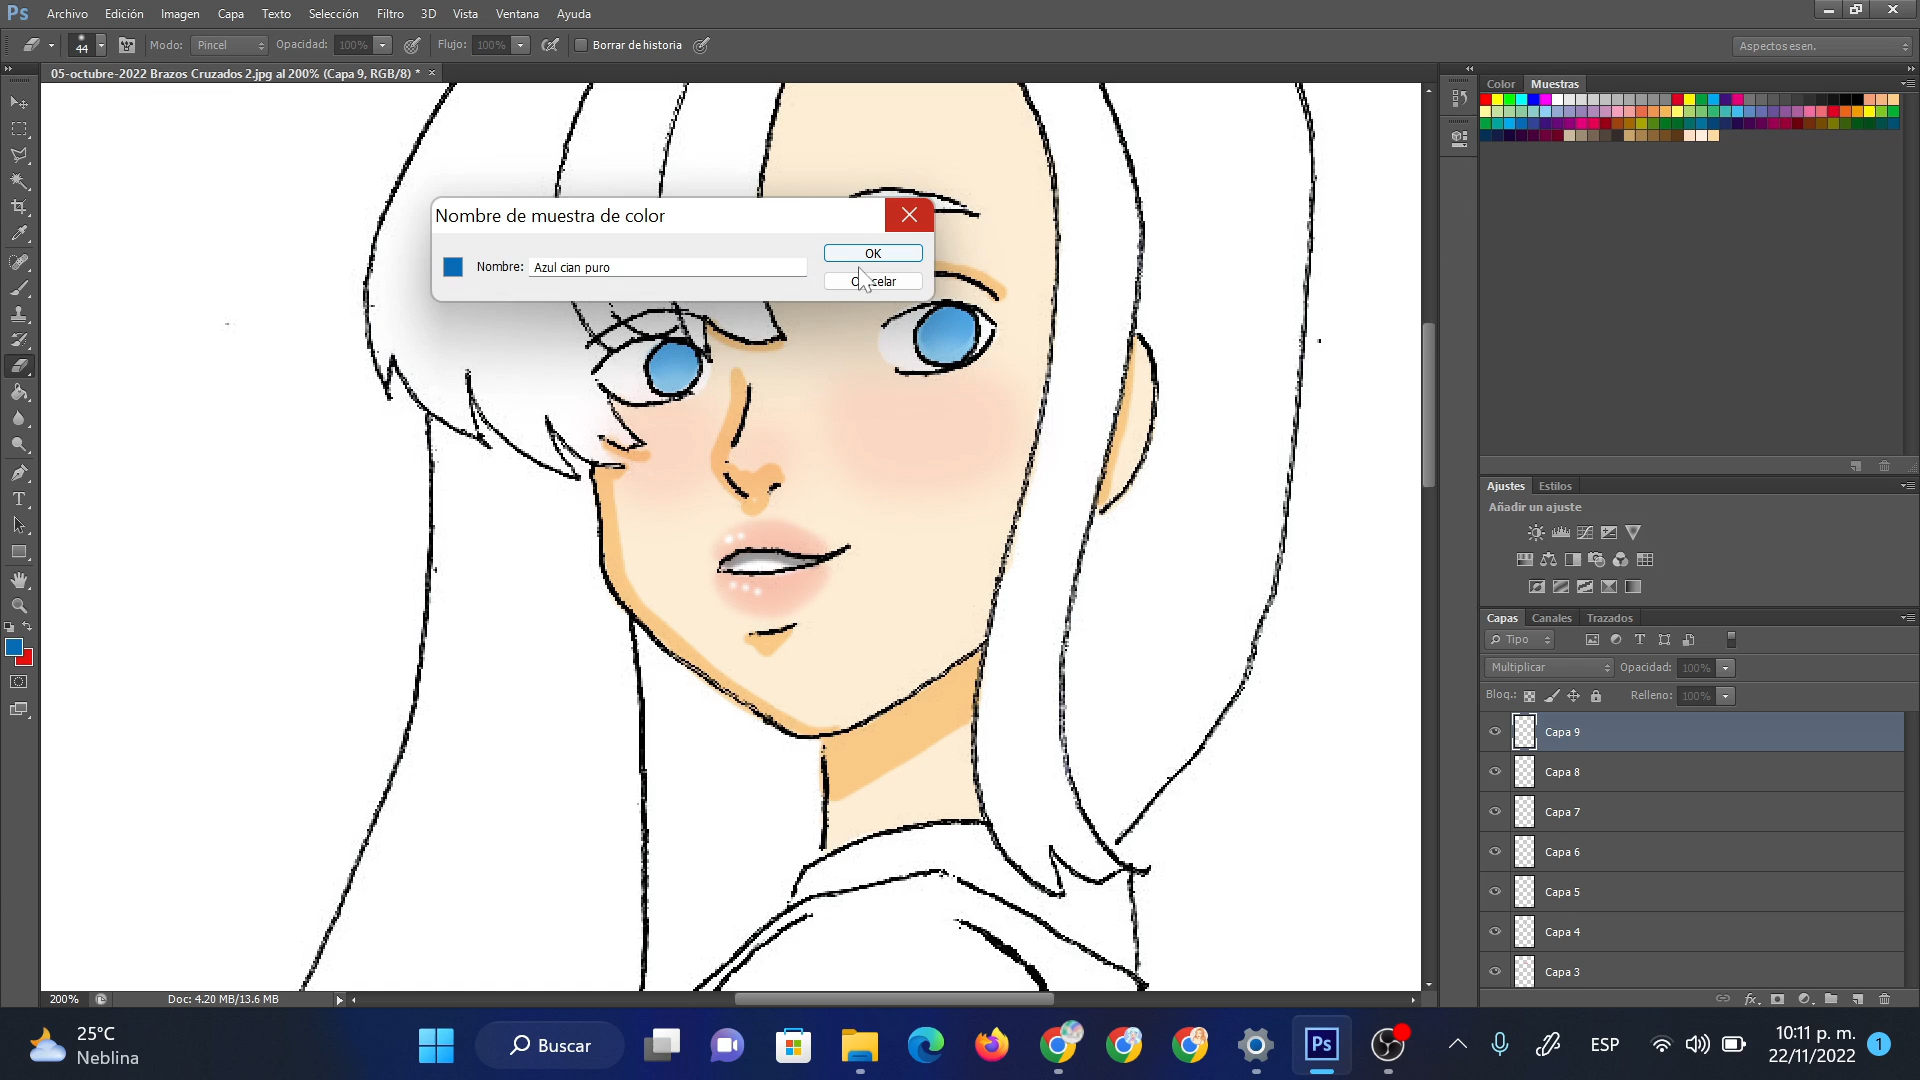 Ps Archivo Edición Imagen Capa Texto Selección Filtro 3D Vista Ventana Ayuda
44 Modo: Pincel Opacidad: 100% Flujo: 100% Borrar de historia Aspectos esen.
05-octubre-2022 Brazos Cruzados 2.jpg al 200% (Capa 9, RGB/8) *
Color Muestras
Nombre de muestra de color
OK
Nombre: Azul cian puro
Ajustes Estilos
Añadir un ajuste
Capas Canales Trazados
Tipo
Multiplicar Opacidad: 100%
Bloq.: Relleno: 100%
Capa 9
Capa 8
Capa 7
Capa 6
Capa 5
Capa 4
Capa 3
200% Doc: 4.20 MB/13.6 MB
25°C
Neblina
Buscar
Ps
ESP
10:11 p. m.
22/11/2022
1